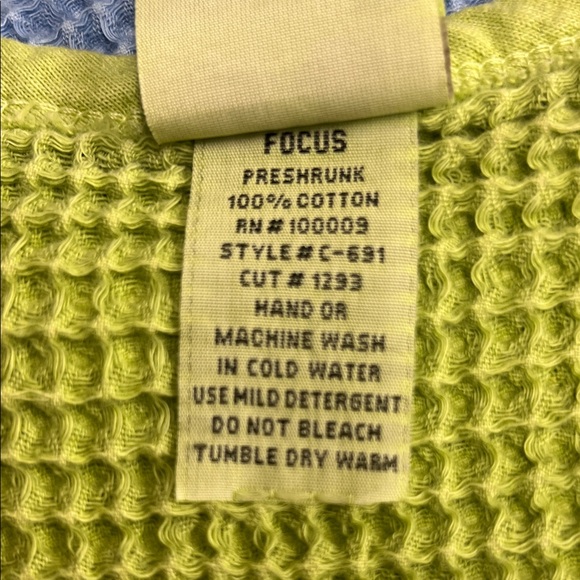 FOCUS
PRESHRUNK
100% COTTON
RN # 100009
STYLE # C-691
CUT # 1293
HAND OR
MACHINE WASH
IN COLD WATER
USE MILD DETERGENT
DO NOT BLEACH
TUMBLE DRY WARM